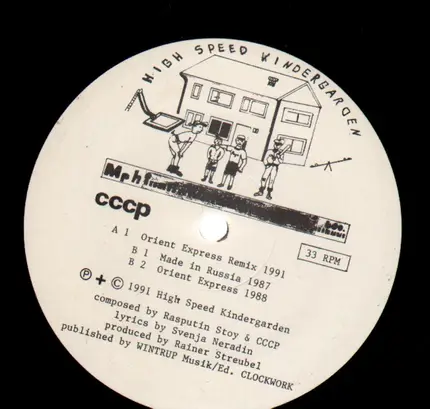 HIGH SPEED KINDERGARDEN
Mph
cccp
A 1 Orient Express Remix 1991
B 1 Made in Russia 1987
B 2 Orient Express 1988
33 RPM
℗ + © 1991 High Speed Kindergarden
composed by Rasputin Stoy & CCCP
lyrics by Svenja Neradin
produced by Rainer Streubel
published by WINTRUP Musik/Ed. CLOCKWORK